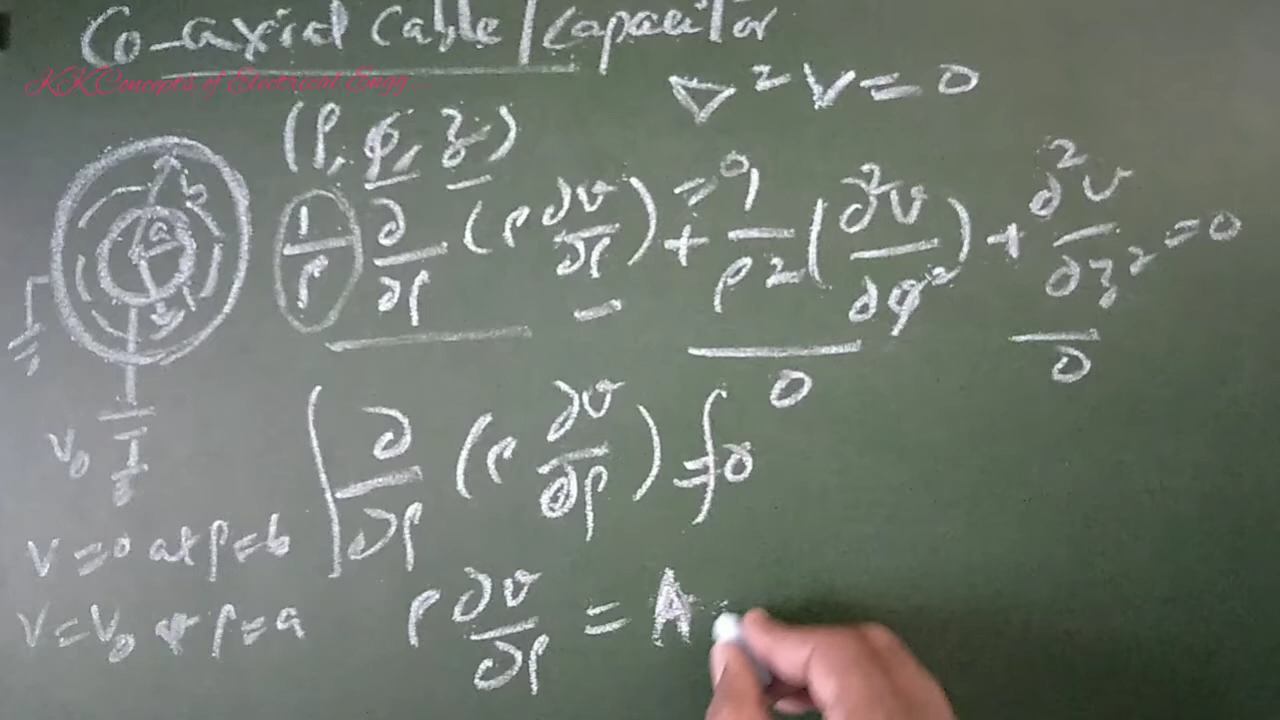 Co-axial Cable / Capacitor
KK Concepts of Electrical Engg...
∇²V = 0
(ρ, φ, z)
1/ρ ∂/∂ρ (ρ ∂v/∂ρ) = 0 + 1/ρ² (∂²v/∂φ²) + ∂²v/∂z² = 0
0 0
a b
∫ ∂/∂ρ (ρ ∂v/∂ρ) = ∫0
V₀
V = 0 at ρ = b
V = V₀ at ρ = a
ρ ∂v/∂ρ = A